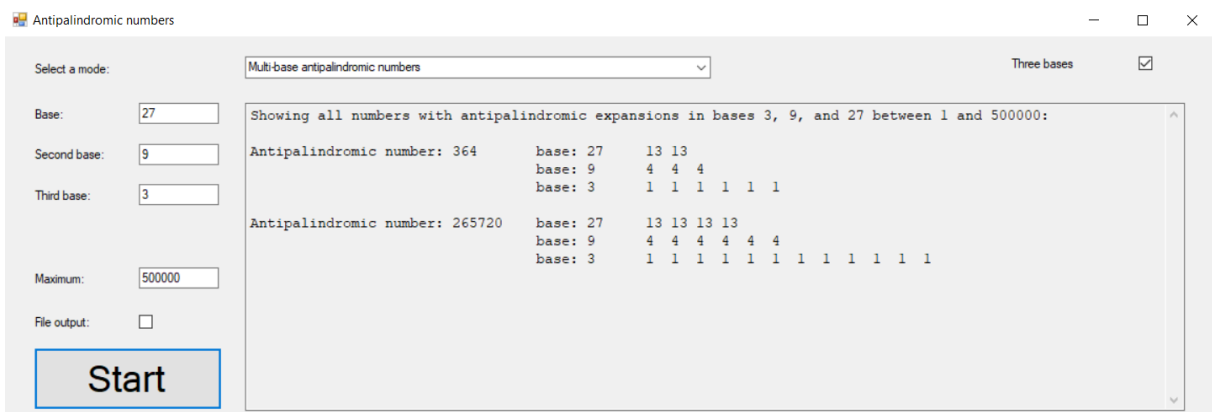 Antipalindromic numbers
Select a mode:
Multi-base antipalindromic numbers
Three bases
Base:
27
Second base:
9
Third base:
3
Maximum:
500000
File output:
Start
Showing all numbers with antipalindromic expansions in bases 3, 9, and 27 between 1 and 500000:
Antipalindromic number: 364 base: 27 13 13
base: 9 4 4 4
base: 3 1 1 1 1 1 1
Antipalindromic number: 265720 base: 27 13 13 13 13
base: 9 4 4 4 4 4 4
base: 3 1 1 1 1 1 1 1 1 1 1 1 1